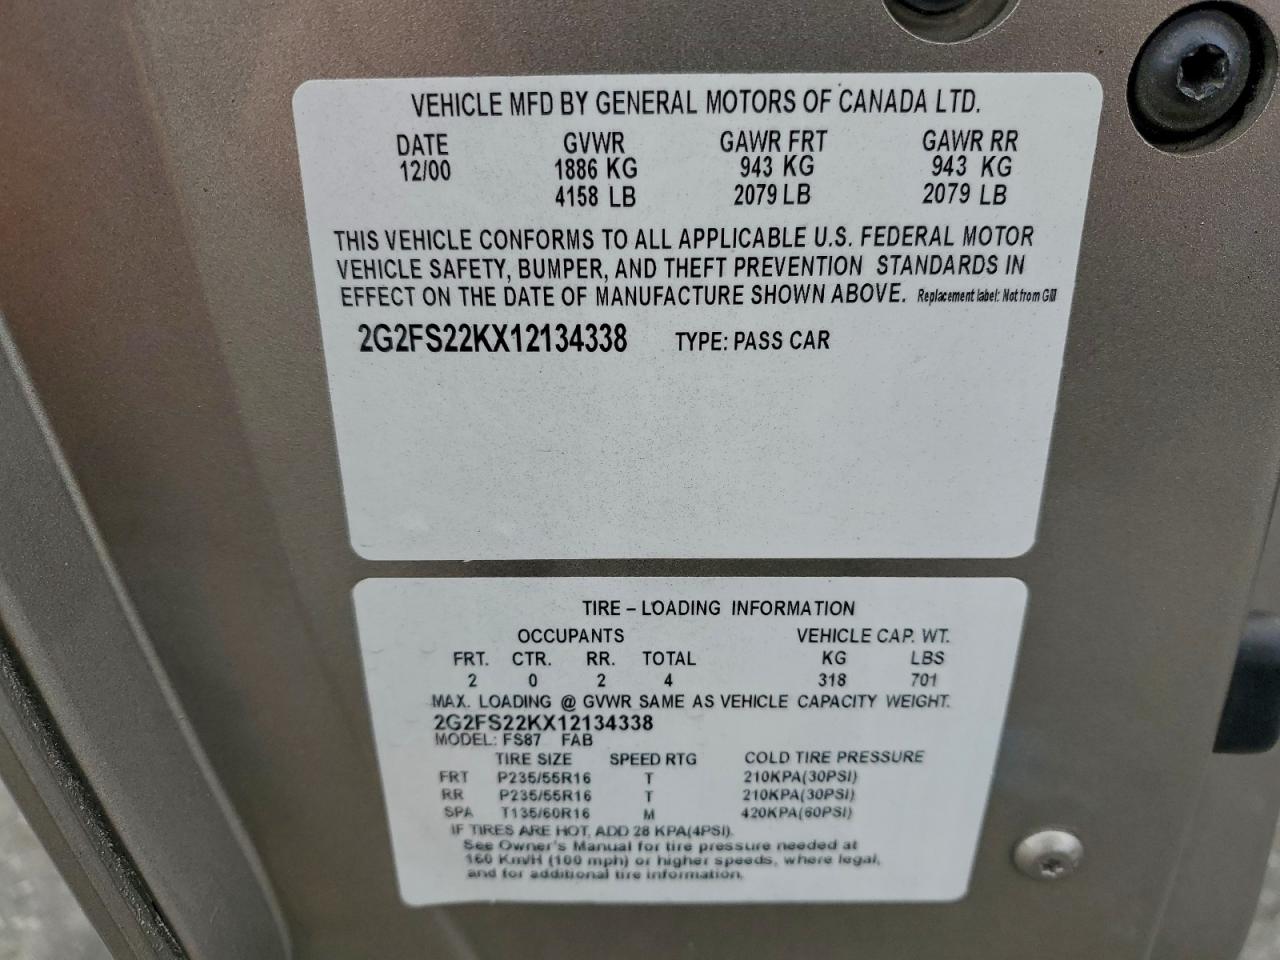 VEHICLE MFD BY GENERAL MOTORS OF CANADA LTD.
DATE GVWR GAWR FRT GAWR RR
12/00 1886 KG 943 KG 943 KG
4158 LB 2079 LB 2079 LB
THIS VEHICLE CONFORMS TO ALL APPLICABLE U.S. FEDERAL MOTOR
VEHICLE SAFETY, BUMPER, AND THEFT PREVENTION STANDARDS IN
EFFECT ON THE DATE OF MANUFACTURE SHOWN ABOVE. Replacement label: Not from GM
2G2FS22KX12134338 TYPE: PASS CAR
TIRE – LOADING INFORMATION
OCCUPANTS VEHICLE CAP. WT.
FRT. CTR. RR. TOTAL KG LBS
2 0 2 4 318 701
MAX. LOADING @ GVWR SAME AS VEHICLE CAPACITY WEIGHT.
2G2FS22KX12134338
MODEL: FS87 FAB
TIRE SIZE SPEED RTG COLD TIRE PRESSURE
FRT P235/55R16 T 210KPA(30PSI)
RR P235/55R16 T 210KPA(30PSI)
SPA T135/60R16 M 420KPA(60PSI)
IF TIRES ARE HOT, ADD 28 KPA(4PSI).
See Owner's Manual for tire pressure needed at
160 Km/H (100 mph) or higher speeds, where legal,
and for additional tire information.